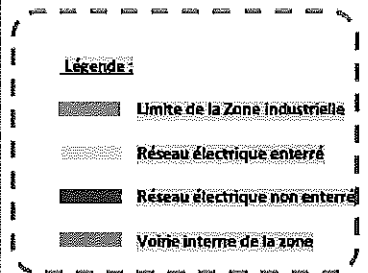 Légende :
Limite de la Zone Industrielle
Réseau électrique enterré
Réseau électrique non enterré
Voirie interne de la zone